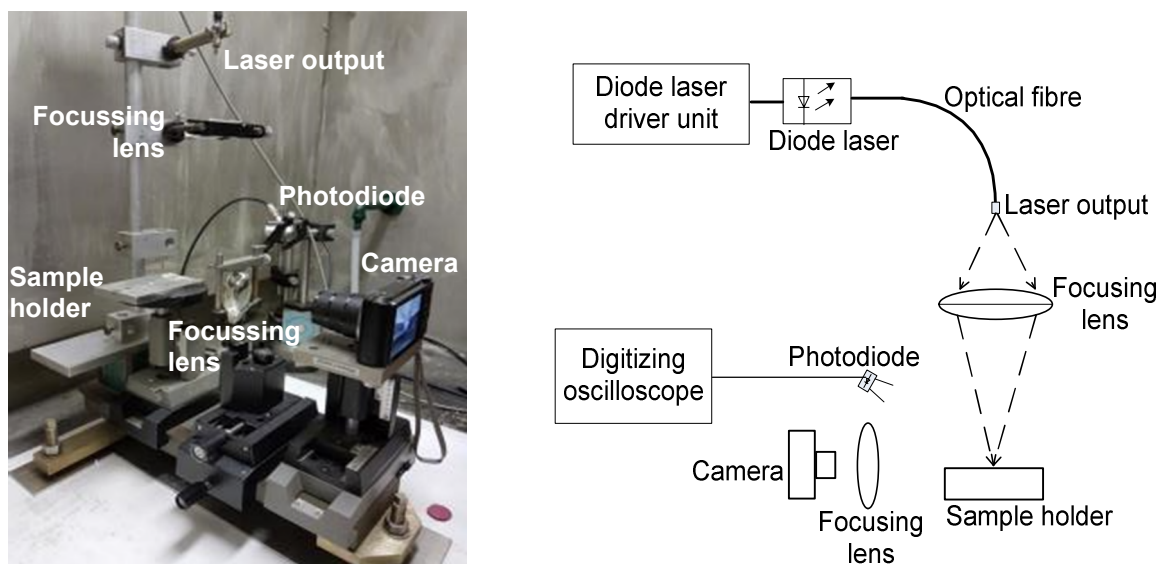 Laser output
Focussing
lens
Photodiode
Camera
Sample
holder
Focussing
lens
Diode laser
driver unit
Diode laser
Optical fibre
Laser output
Focusing
lens
Digitizing
oscilloscope
Photodiode
Camera
Focusing
lens
Sample holder